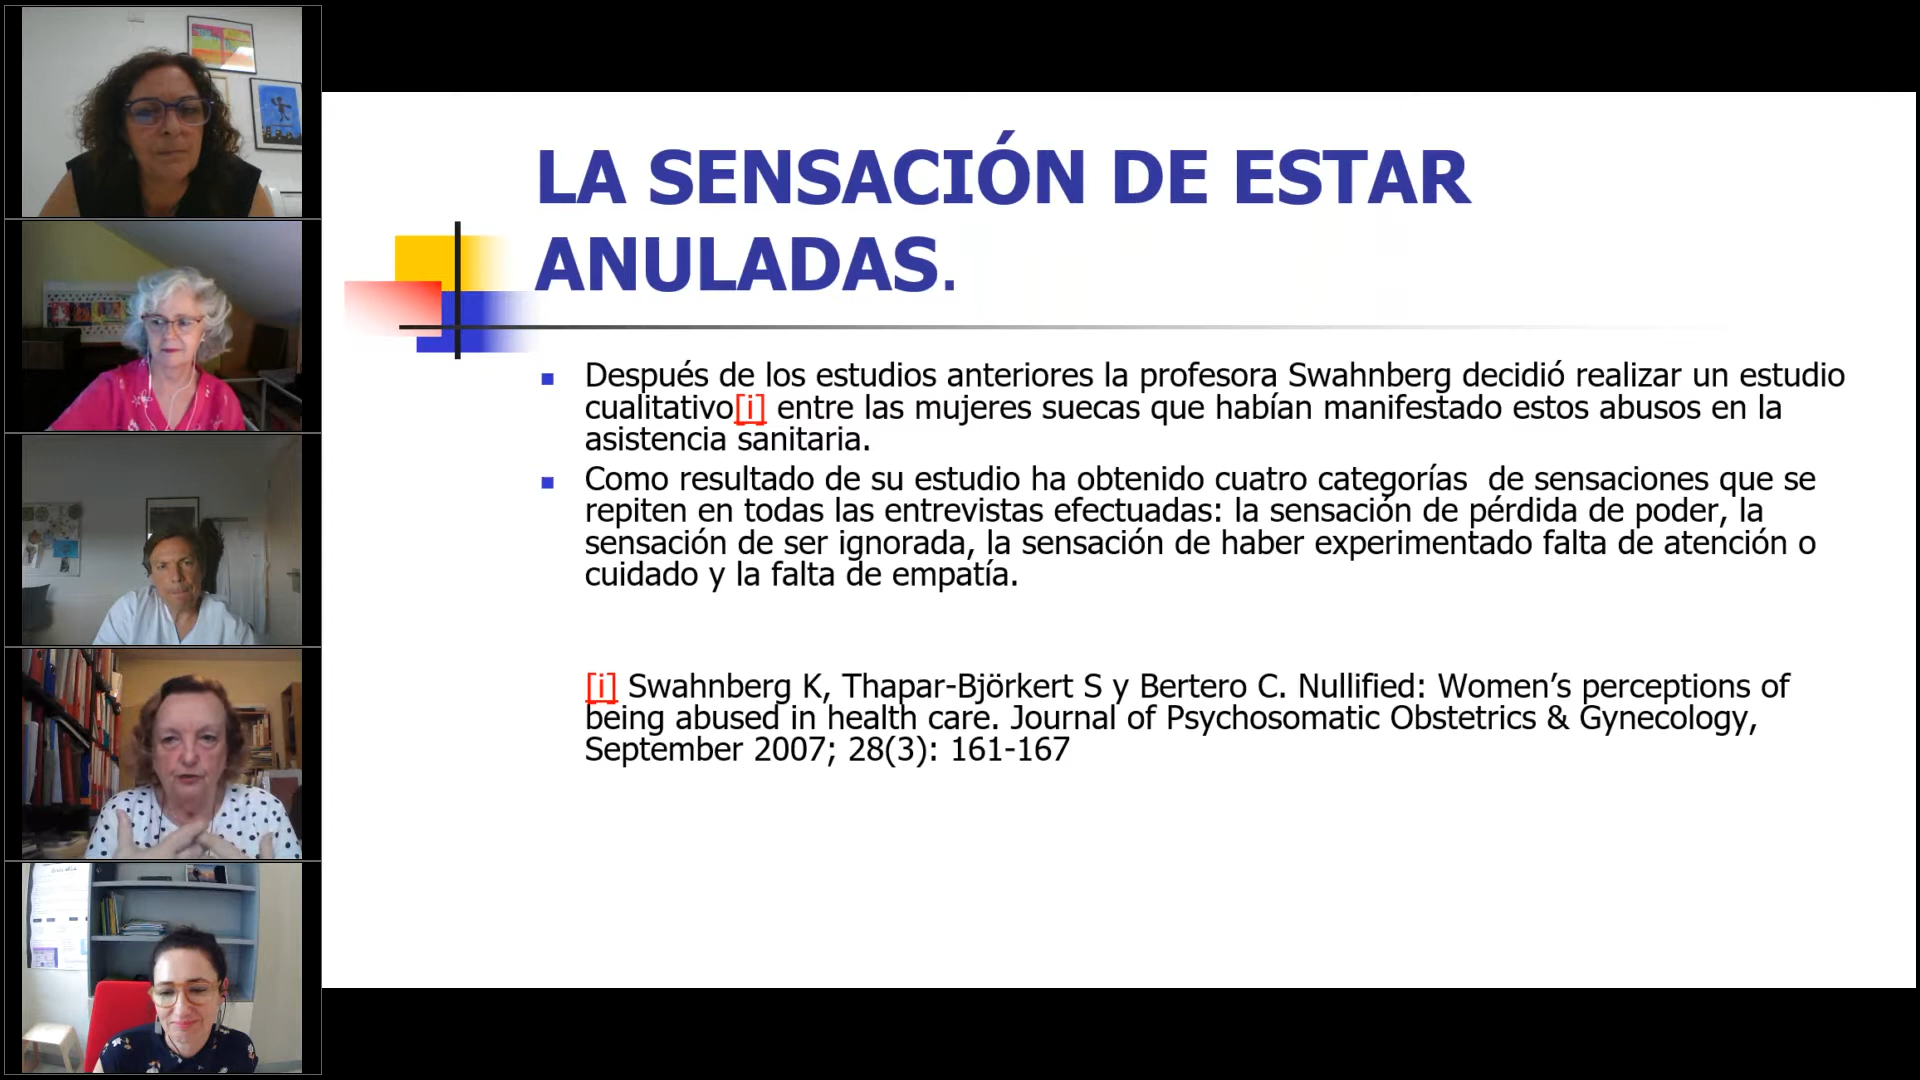 LA SENSACIÓN DE ESTAR
ANULADAS.
Después de los estudios anteriores la profesora Swahnberg decidió realizar un estudio
cualitativo[i] entre las mujeres suecas que habían manifestado estos abusos en la
asistencia sanitaria.
Como resultado de su estudio ha obtenido cuatro categorías  de sensaciones que se
repiten en todas las entrevistas efectuadas: la sensación de pérdida de poder, la
sensación de ser ignorada, la sensación de haber experimentado falta de atención o
cuidado y la falta de empatía.
[i] Swahnberg K, Thapar-Björkert S y Bertero C. Nullified: Women’s perceptions of
being abused in health care. Journal of Psychosomatic Obstetrics & Gynecology,
September 2007; 28(3): 161-167